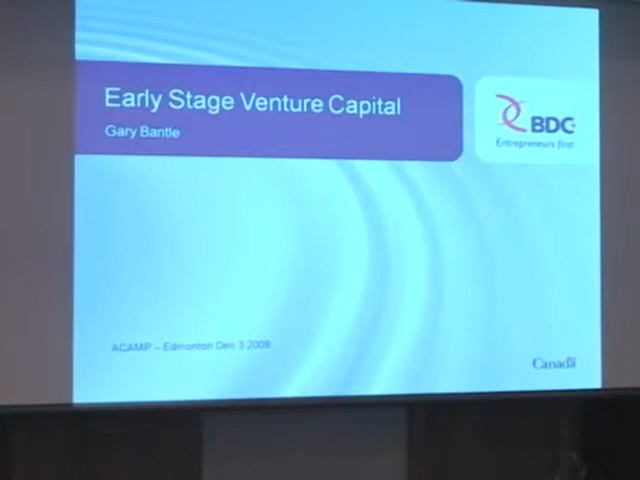 Early Stage Venture Capital
Gary Bantle
BDC
Entrepreneurs first
ACAMP – Edmonton Dec 3 2009
Canada